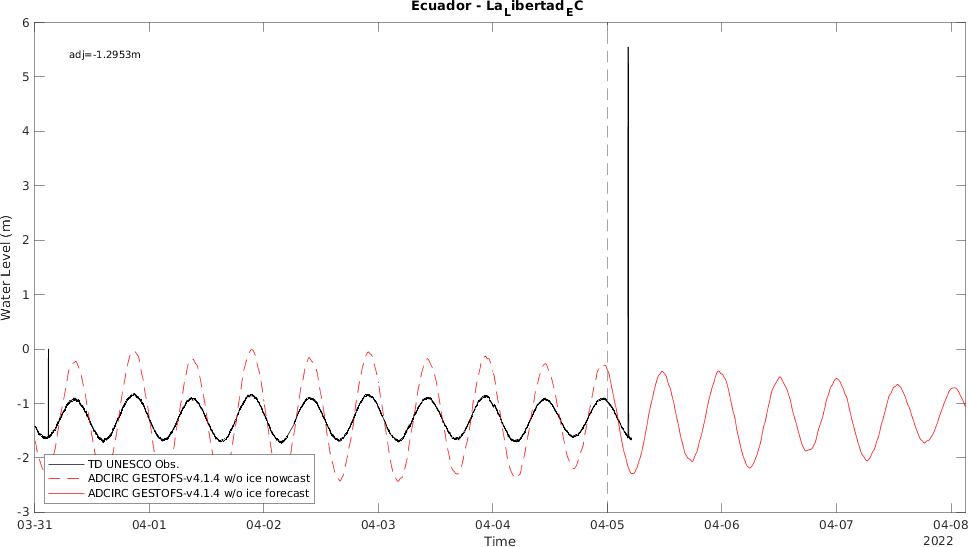 Ecuador - LaLibertadEC
adj=-1.2953m
6
5
4
3
2
1
0
-1
-2
-3
Water Level (m)
TD UNESCO Obs.
ADCIRC GESTOFS-v4.1.4 w/o ice nowcast
ADCIRC GESTOFS-v4.1.4 w/o ice forecast
03-31 04-01 04-02 04-03 04-04 04-05 04-06 04-07 04-08
Time
2022